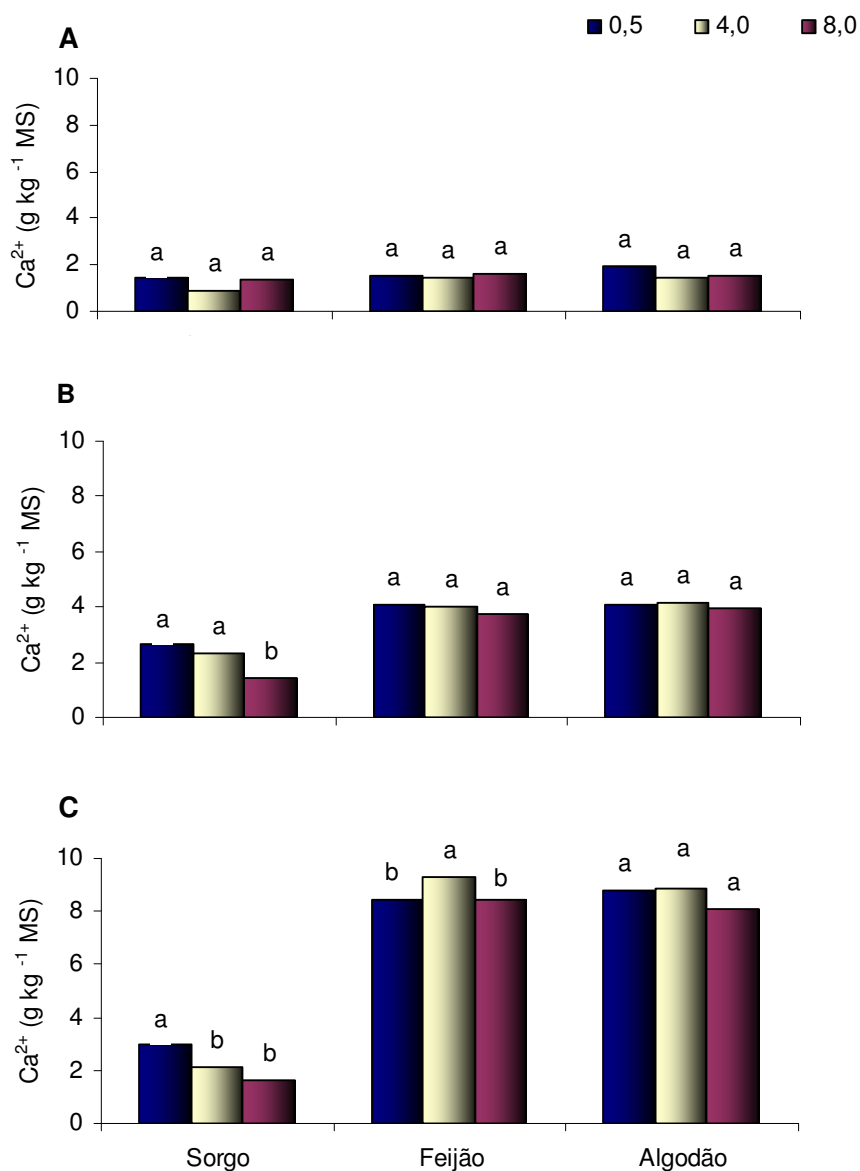 0,5 4,0 8,0
A
10
8
6
4
2
0
Ca²⁺ (g kg ⁻¹ MS)
a a a a a a a a a
B
10
8
6
4
2
0
Ca²⁺ (g kg ⁻¹ MS)
a a b a a a a a a
C
10
8
6
4
2
0
Ca²⁺ (g kg ⁻¹ MS)
a b b b a b a a a
Sorgo Feijão Algodão